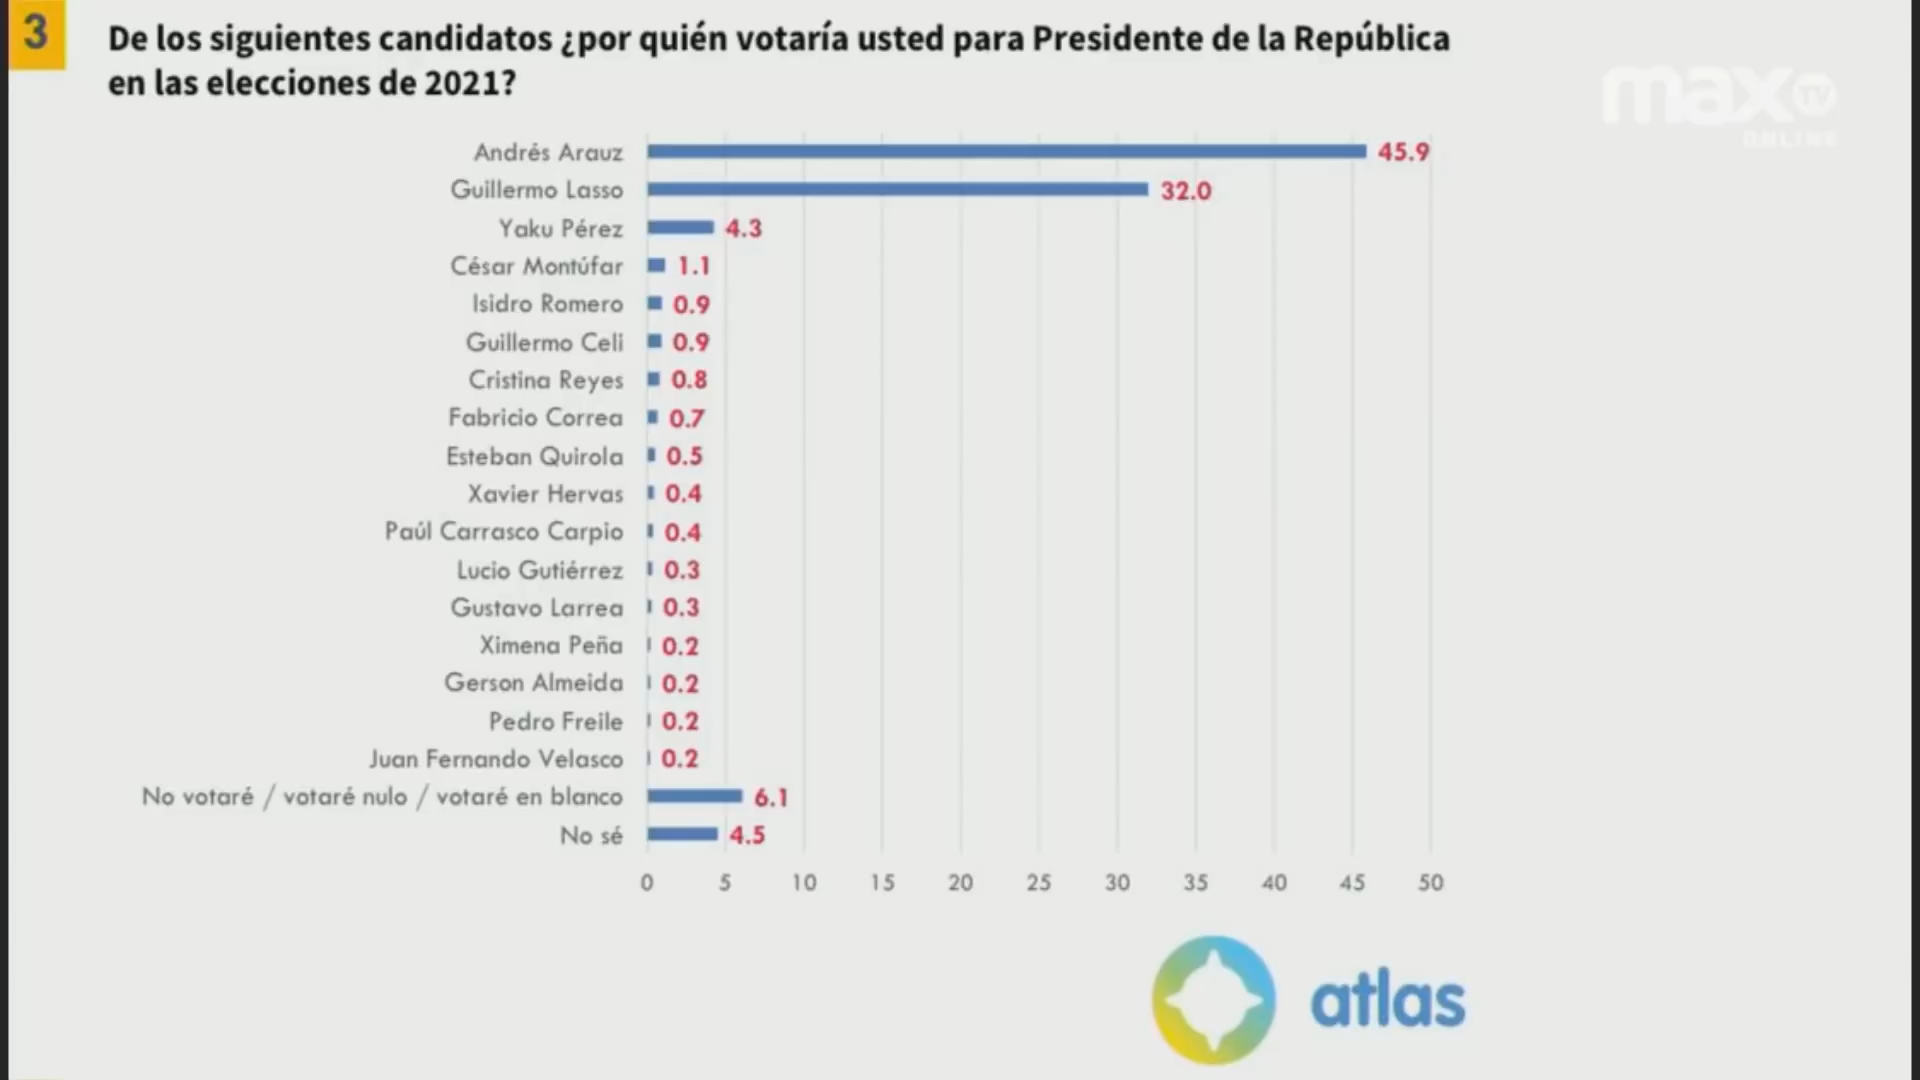 3
De los siguientes candidatos ¿por quién votaría usted para Presidente de la República
en las elecciones de 2021?
max TV
ONLINE
Andrés Arauz 45.9
Guillermo Lasso 32.0
Yaku Pérez 4.3
César Montúfar 1.1
Isidro Romero 0.9
Guillermo Celi 0.9
Cristina Reyes 0.8
Fabricio Correa 0.7
Esteban Quirola 0.5
Xavier Hervas 0.4
Paúl Carrasco Carpio 0.4
Lucio Gutiérrez 0.3
Gustavo Larrea 0.3
Ximena Peña 0.2
Gerson Almeida 0.2
Pedro Freile 0.2
Juan Fernando Velasco 0.2
No votaré / votaré nulo / votaré en blanco 6.1
No sé 4.5
0 5 10 15 20 25 30 35 40 45 50
atlas